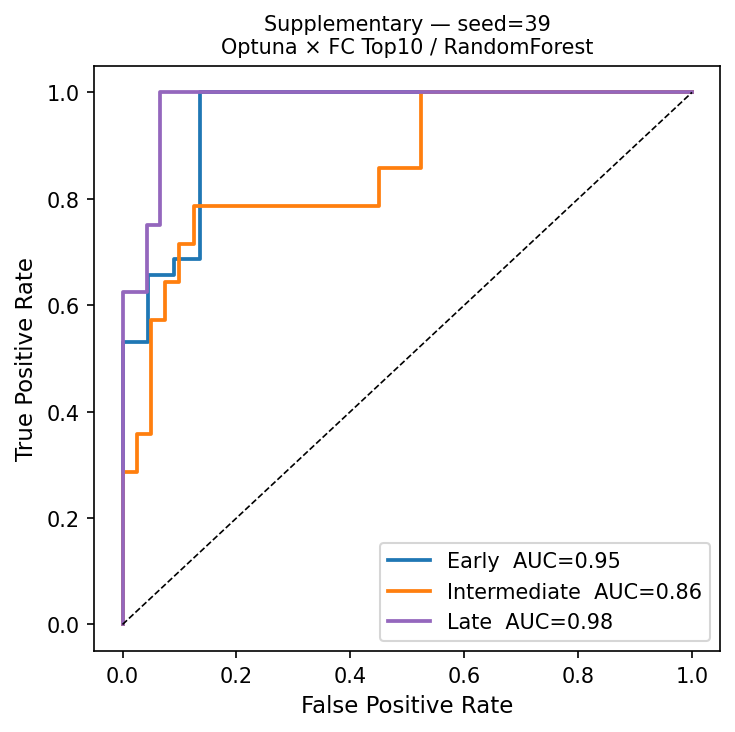 Supplementary — seed=39
Optuna × FC Top10 / RandomForest
True Positive Rate
1.0
0.8
0.6
0.4
0.2
0.0
Early AUC=0.95
Intermediate AUC=0.86
Late AUC=0.98
0.0 0.2 0.4 0.6 0.8 1.0
False Positive Rate